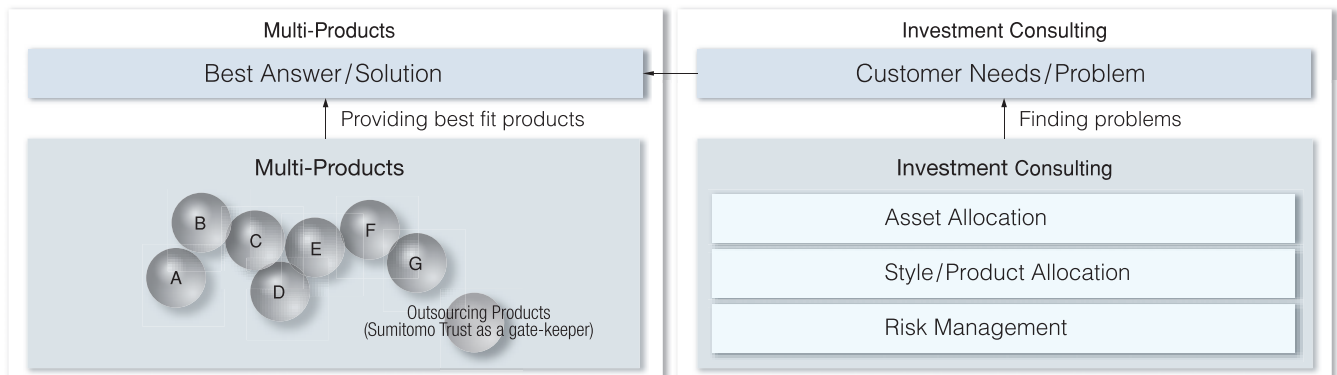 Multi-Products
Best Answer/Solution
Providing best fit products
Multi-Products
B
C
E
F
G
A
D
Outsourcing Products
(Sumitomo Trust as a gate-keeper)
Investment Consulting
Customer Needs/Problem
Finding problems
Investment Consulting
Asset Allocation
Style/Product Allocation
Risk Management